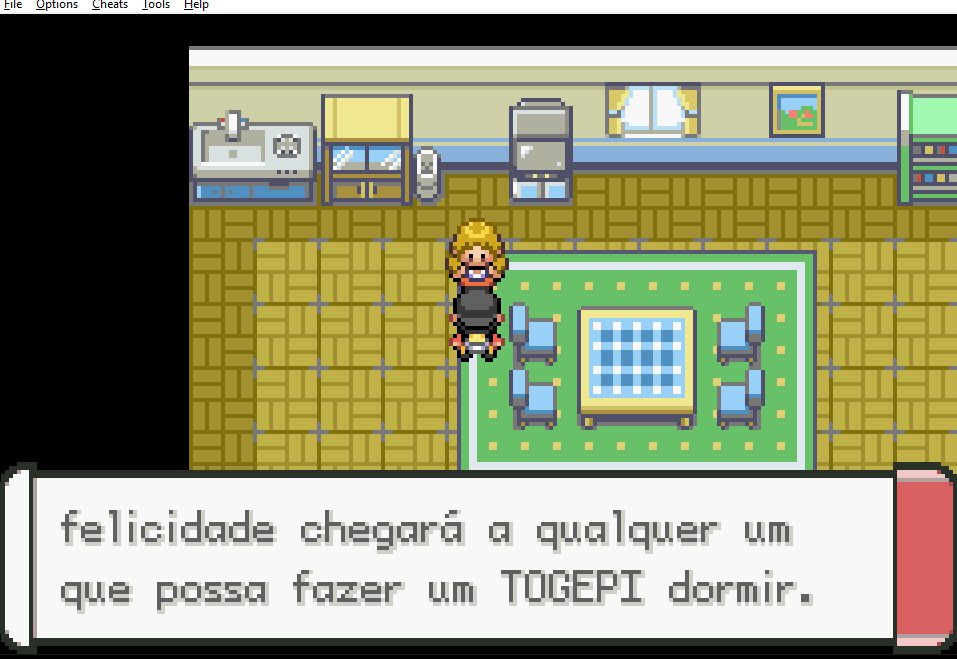 File Options Cheats Tools Help
felicidade chegará a qualquer um
que possa fazer um TOGEPI dormir.